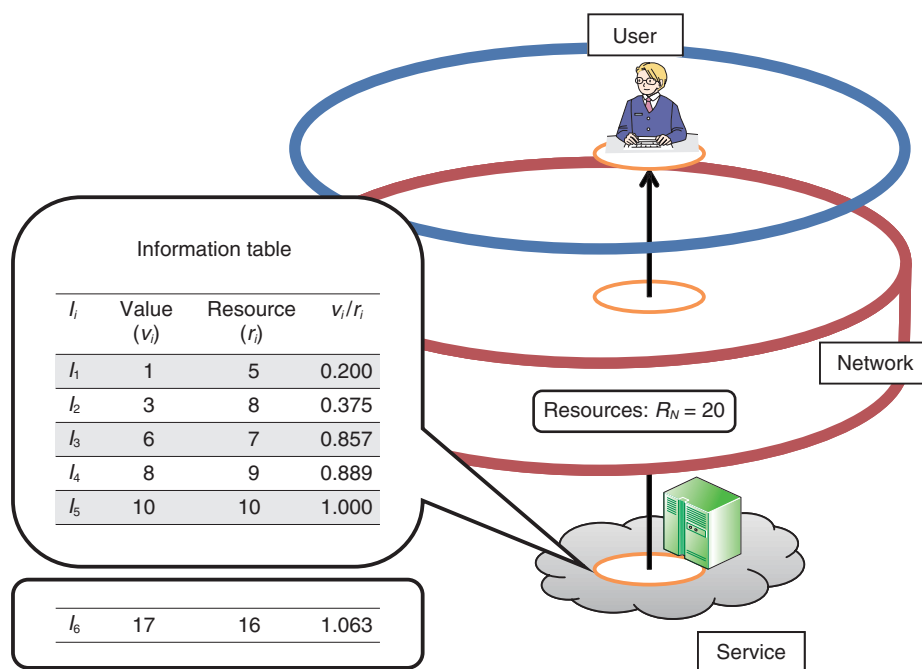 User
Information table
I₁ Value Resource vᵢ/rᵢ
(vᵢ) (rᵢ)
I₁ 1 5 0.200
I₂ 3 8 0.375
I₃ 6 7 0.857
I₄ 8 9 0.889
I₅ 10 10 1.000
I₆ 17 16 1.063
Resources: R_N = 20
Network
Service